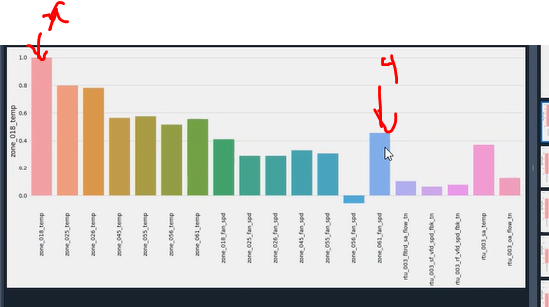 x
y
1.0
0.8
0.6
0.4
0.2
0.0
zone_018_temp
zone_018_temp
zone_025_temp
zone_026_temp
zone_045_temp
zone_055_temp
zone_056_temp
zone_061_temp
zone_018_fan_spd
zone_025_fan_spd
zone_026_fan_spd
zone_045_fan_spd
zone_055_fan_spd
zone_056_fan_spd
zone_061_fan_spd
rtu_003_fltrd_sa_flow_tn
rtu_003_sf_vfd_spd_fbk_tn
rtu_003_rf_vfd_spd_fbk_tn
rtu_003_sa_temp
rtu_003_oa_flow_tn